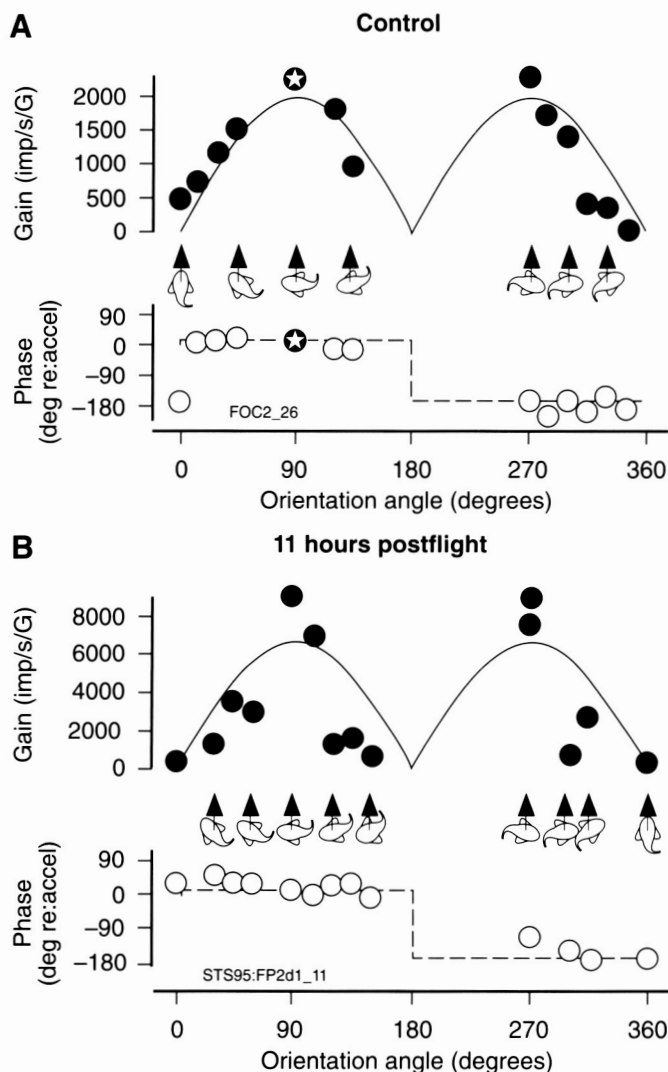 A
Control
Gain (imp/s/G)
2000
1500
1000
500
0
Phase
(deg re:accel)
90
0
-90
-180
FOC2_26
0 90 180 270 360
Orientation angle (degrees)
B
11 hours postflight
Gain (imp/s/G)
8000
6000
4000
2000
0
Phase
(deg re:accel)
90
0
-90
-180
STS95:FP2d1_11
0 90 180 270 360
Orientation angle (degrees)